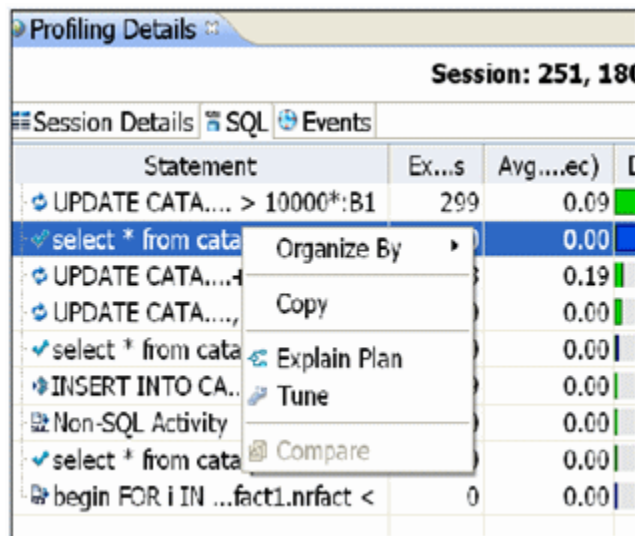 Profiling Details
Session: 251, 180
Session Details SQL Events
Statement Ex...s Avg....ec)
UPDATE CATA.... > 10000*:B1 299 0.09
select * from cata 0.00
Organize By
UPDATE CATA.... 0.19
Copy
UPDATE CATA...., 0.00
select * from cata 0.00
Explain Plan
INSERT INTO CA.. 0.00
Tune
Non-SQL Activity 0.00
select * from cata 0.00
Compare
begin FOR i IN ...fact1.nrfact < 0 0.00